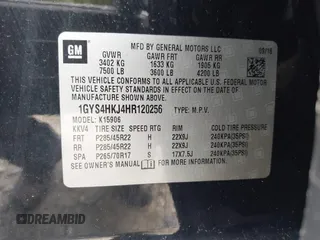 GM
MFD BY GENERAL MOTORS LLC
GVWR GAWR FRT GAWR RR
3402 KG 1633 KG 1905 KG
7500 LB 3600 LB 4200 LB
THIS VEHICLE CONFORMS TO ALL APPLICABLE U.S. FEDERAL
MOTOR VEHICLE SAFETY STANDARDS IN EFFECT ON THE
DATE OF MANUFACTURE SHOWN ABOVE.
1GYS4HKJ4HR120256 TYPE: M.P.V.
MODEL: K15906
TIRE SIZE SPEED RTG RIM COLD TIRE PRESSURE
FRT P285/45R22 H 22X9J 240KPA(35PSI)
RR P285/45R22 H 22X9J 240KPA(35PSI)
SPA P265/70R17 S 17X7.5J 240KPA(35PSI)
SEE OWNER'S MANUAL FOR MORE INFORMATION.
DREAMBID